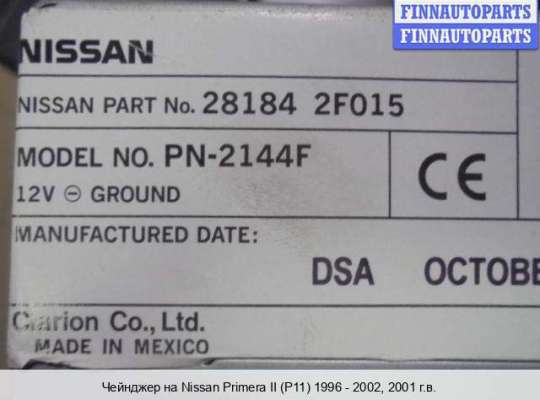 FINNAUTOPARTS
FINNAUTOPARTS
NISSAN
NISSAN PART No. 28184 2F015
MODEL NO. PN-2144F
12V ⊖ GROUND
CE
MANUFACTURED DATE:
DSA OCTOBE
Clarion Co., Ltd.
MADE IN MEXICO
Чейнджер на Nissan Primera II (P11) 1996 - 2002, 2001 г.в.